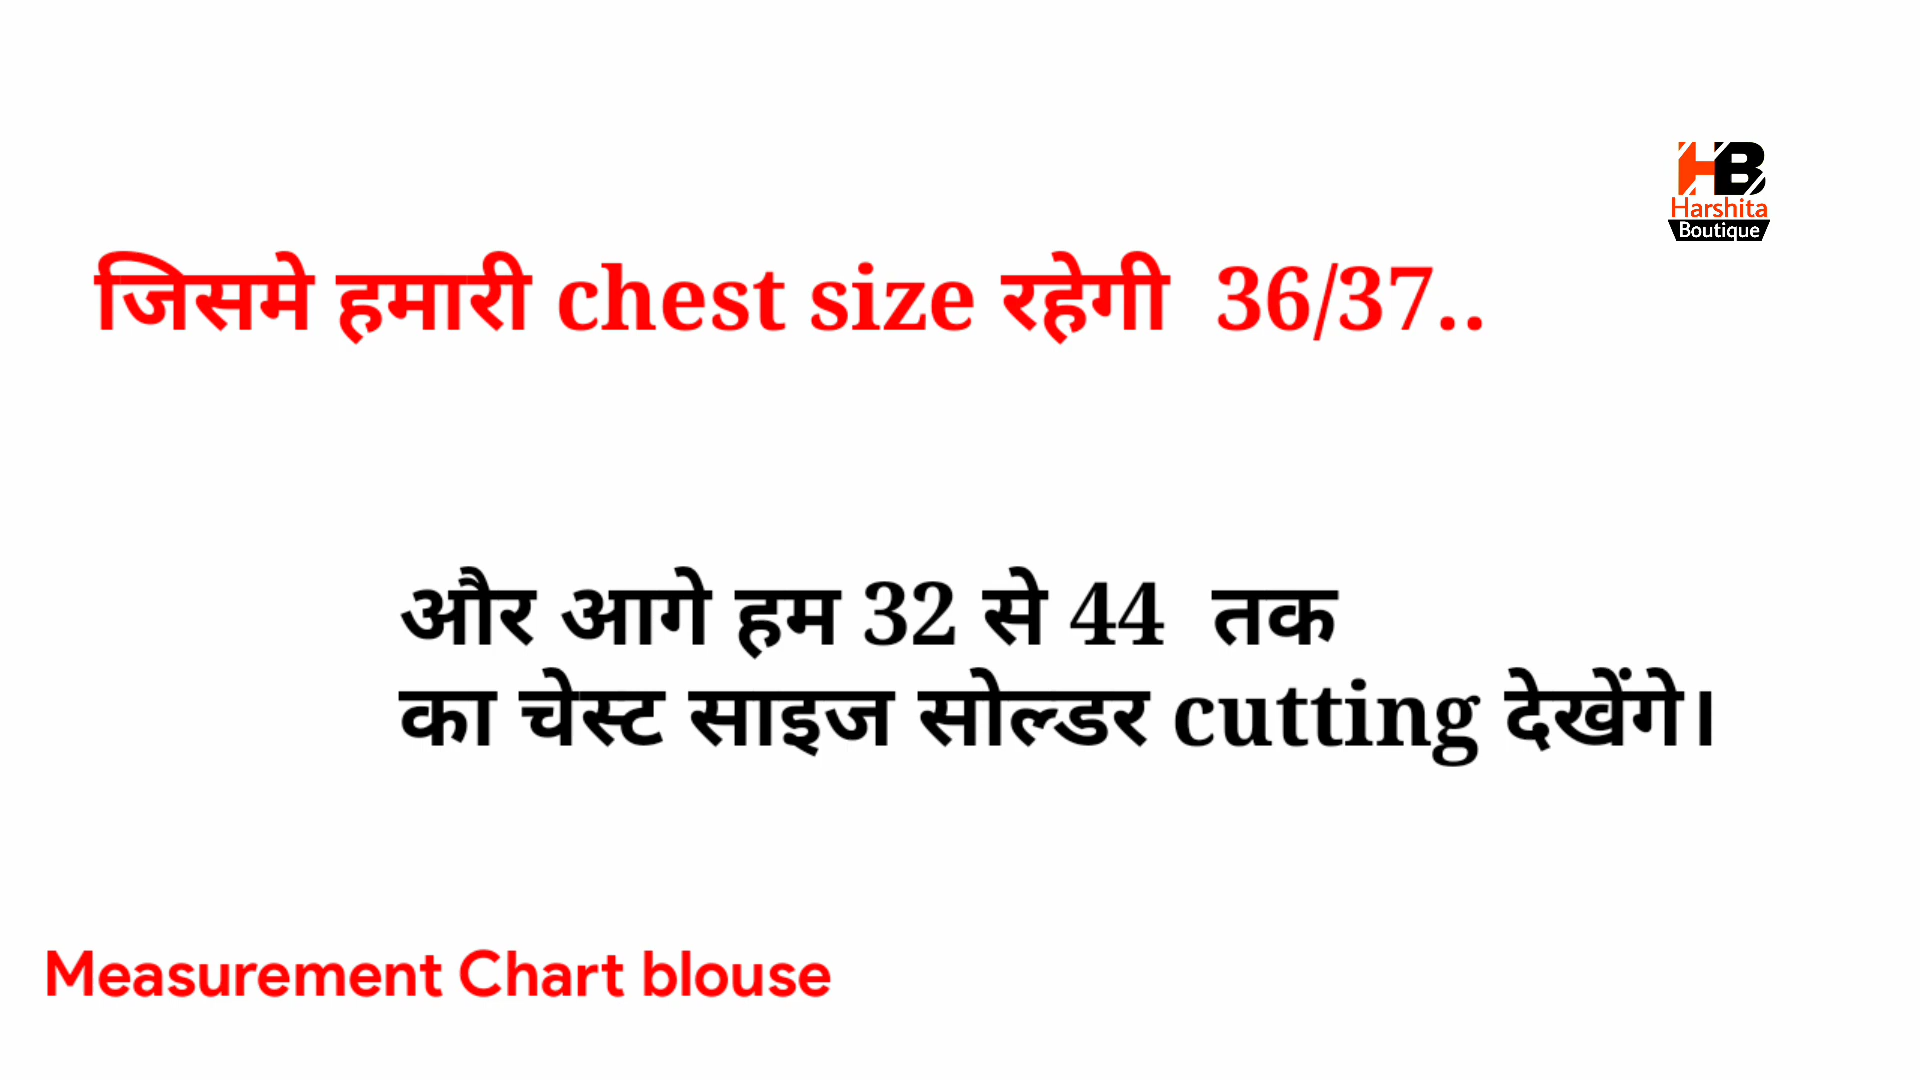 HB
Harshita
Boutique
जिसमे हमारी chest size रहेगी 36/37..
और आगे हम 32 से 44 तक
का चेस्ट साइज सोल्डर cutting देखेंगे।
Measurement Chart blouse